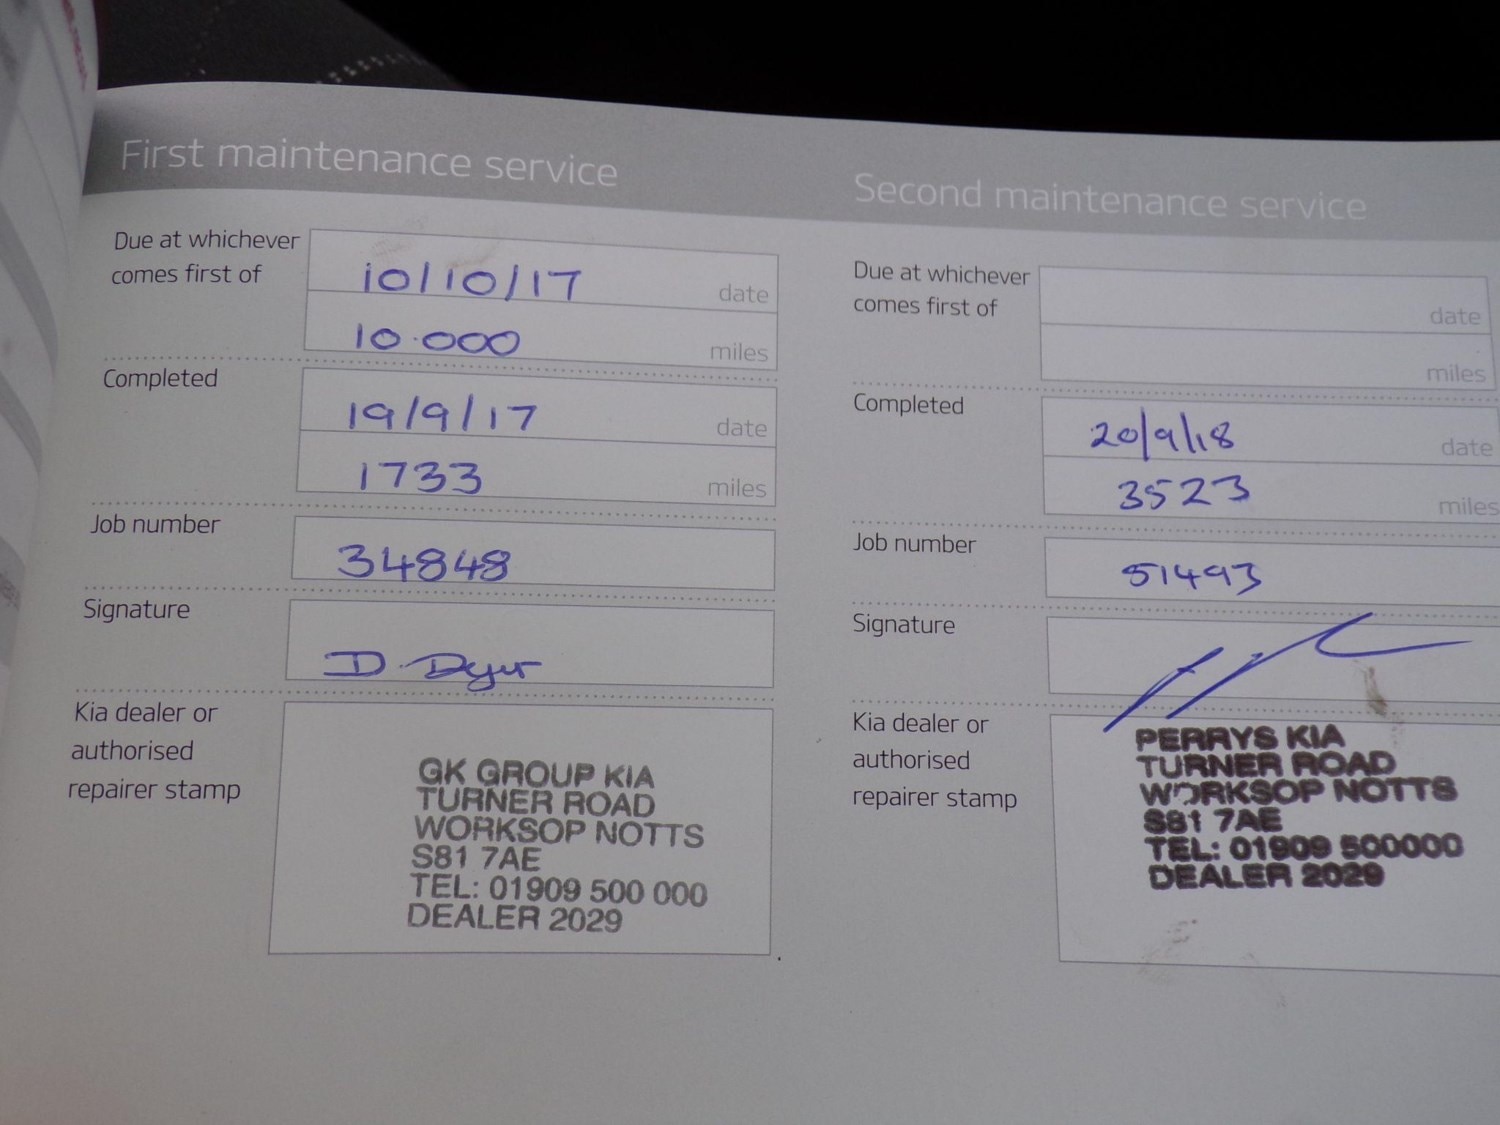 First maintenance service
Due at whichever
comes first of
10/10/17 date
10.000 miles
Completed
19/9/17 date
1733 miles
Job number
34848
Signature
D. Dyer
Kia dealer or
authorised
repairer stamp
GK GROUP KIA
TURNER ROAD
WORKSOP NOTTS
S81 7AE
TEL: 01909 500 000
DEALER 2029
Second maintenance service
Due at whichever
comes first of
date
miles
Completed
20/9/18 date
3523 miles
Job number
51493
Signature
Kia dealer or
authorised
repairer stamp
PERRYS KIA
TURNER ROAD
WORKSOP NOTTS
S81 7AE
TEL: 01909 500000
DEALER 2029